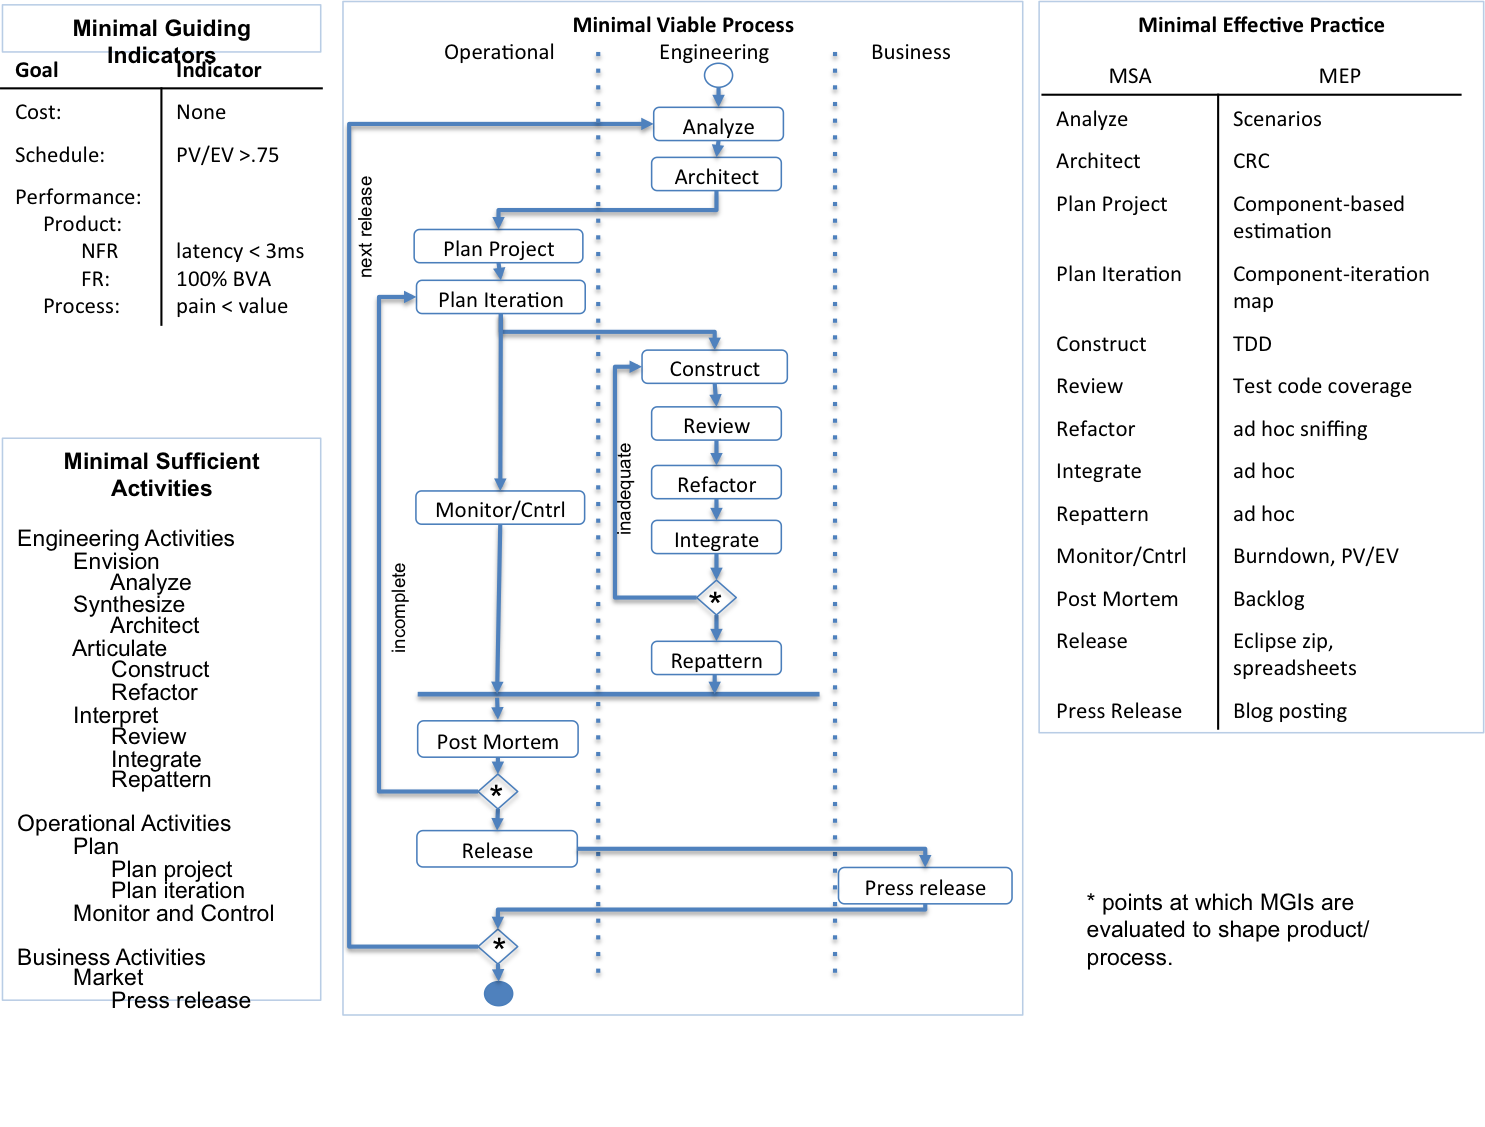 Minimal Guiding
Indicators
Goal Indicator
Cost: None
Schedule: PV/EV >.75
Performance:
Product:
NFR latency < 3ms
FR: 100% BVA
Process: pain < value
Minimal Sufficient
Activities
Engineering Activities
Envision
Analyze
Synthesize
Architect
Articulate
Construct
Refactor
Interpret
Review
Integrate
Repattern
Operational Activities
Plan
Plan project
Plan iteration
Monitor and Control
Business Activities
Market
Press release
Minimal Viable Process
Operational Engineering Business
Analyze
Architect
next release
Plan Project
Plan Iteration
Construct
Review
Refactor
inadequate
Monitor/Cntrl
Integrate
*
incomplete
Repattern
Post Mortem
*
Release
Press release
*
Minimal Effective Practice
MSA MEP
Analyze Scenarios
Architect CRC
Plan Project Component-based
estimation
Plan Iteration Component-iteration
map
Construct TDD
Review Test code coverage
Refactor ad hoc sniffing
Integrate ad hoc
Repattern ad hoc
Monitor/Cntrl Burndown, PV/EV
Post Mortem Backlog
Release Eclipse zip,
spreadsheets
Press Release Blog posting
* points at which MGIs are
evaluated to shape product/
process.